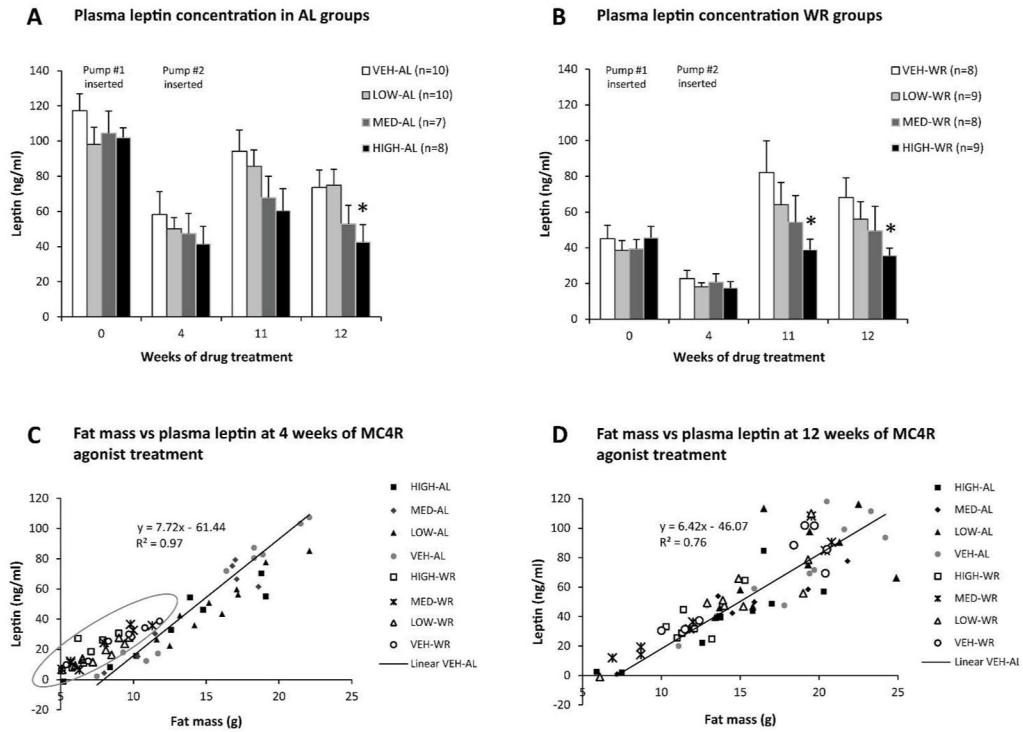 A Plasma leptin concentration in AL groups
140
120
100
80
60
40
20
0
Leptin (ng/ml)
Pump #1
inserted
Pump #2
inserted
VEH-AL (n=10)
LOW-AL (n=10)
MED-AL (n=7)
HIGH-AL (n=8)
*
0 4 11 12
Weeks of drug treatment
B Plasma leptin concentration WR groups
140
120
100
80
60
40
20
0
Leptin (ng/ml)
Pump #1
inserted
Pump #2
inserted
VEH-WR (n=8)
LOW-WR (n=9)
MED-WR (n=8)
HIGH-WR (n=9)
* *
0 4 11 12
Weeks of drug treatment
C Fat mass vs plasma leptin at 4 weeks of MC4R
agonist treatment
120
100
80
60
40
20
0
-20
Leptin (ng/ml)
y = 7.72x - 61.44
R² = 0.97
5 10 15 20 25
Fat mass (g)
HIGH-AL
MED-AL
LOW-AL
VEH-AL
HIGH-WR
MED-WR
LOW-WR
VEH-WR
Linear VEH-AL
D Fat mass vs plasma leptin at 12 weeks of MC4R
agonist treatment
120
100
80
60
40
20
0
-20
Leptin (ng/ml)
y = 6.42x - 46.07
R² = 0.76
5 10 15 20 25
Fat mass (g)
HIGH-AL
MED-AL
LOW-AL
VEH-AL
HIGH-WR
MED-WR
LOW-WR
VEH-WR
Linear VEH-AL